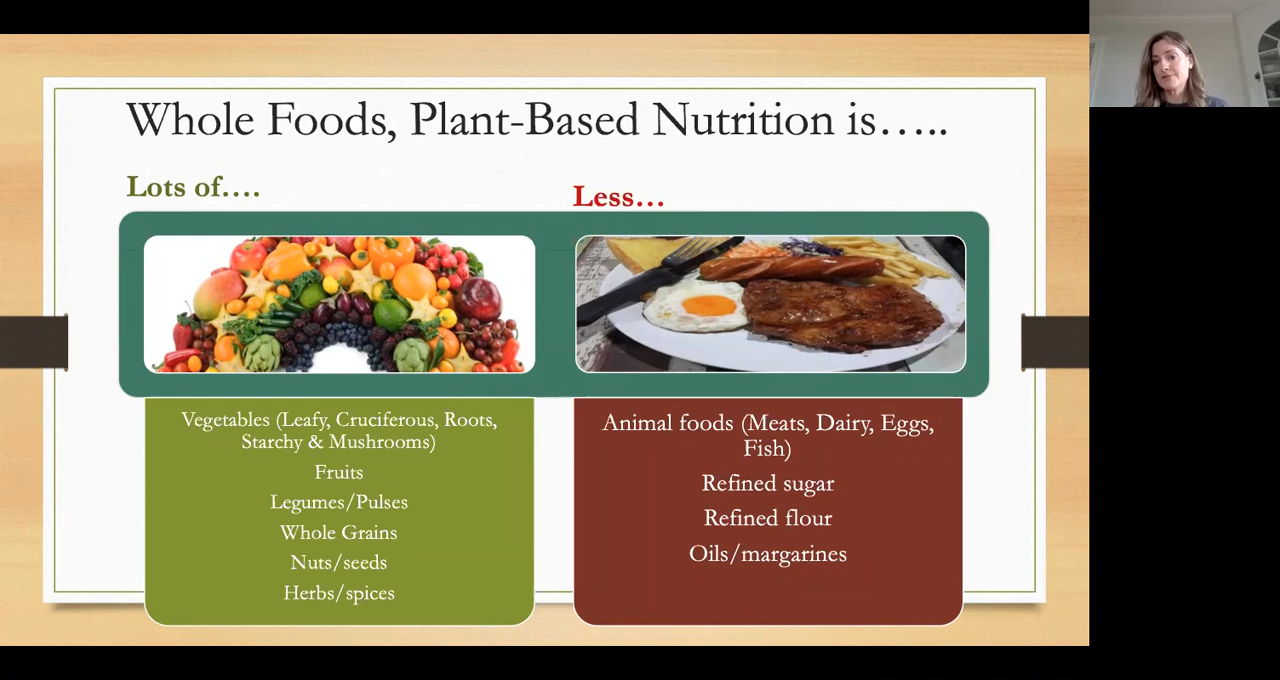 Whole Foods, Plant-Based Nutrition is.....
Lots of....
Less...
Vegetables (Leafy, Cruciferous, Roots,
Starchy & Mushrooms)
Fruits
Legumes/Pulses
Whole Grains
Nuts/seeds
Herbs/spices
Animal foods (Meats, Dairy, Eggs,
Fish)
Refined sugar
Refined flour
Oils/margarines